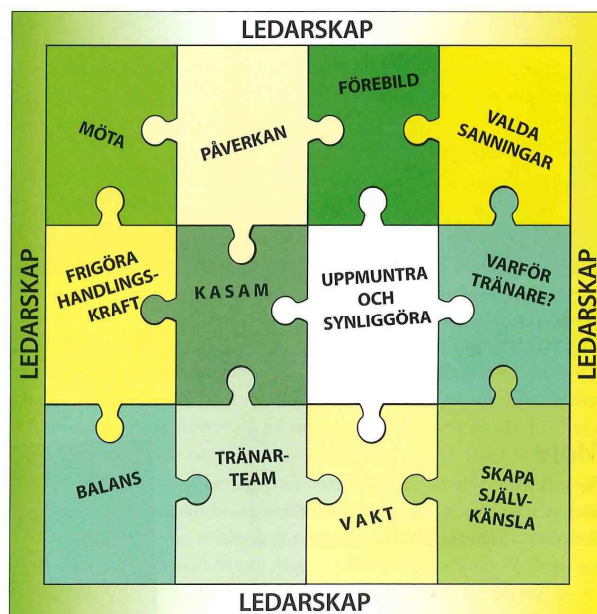 LEDARSKAP
MÖTA
PÅVERKAN
FÖREBILD
VALDA
SANNINGAR
LEDARSKAP
FRIGÖRA
HANDLINGS-
KRAFT
KASAM
UPPMUNTRA
OCH
SYNLIGGÖRA
VARFÖR
TRÄNARE?
LEDARSKAP
BALANS
TRÄNAR-
TEAM
VAKT
SKAPA
SJÄLV-
KÄNSLA
LEDARSKAP